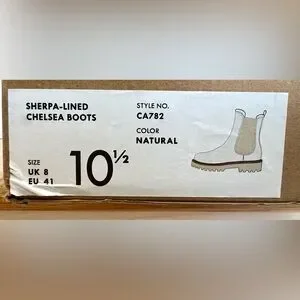 SHERPA-LINED
CHELSEA BOOTS
STYLE NO.
CA782
COLOR
NATURAL
SIZE
UK 8
EU 41
10½